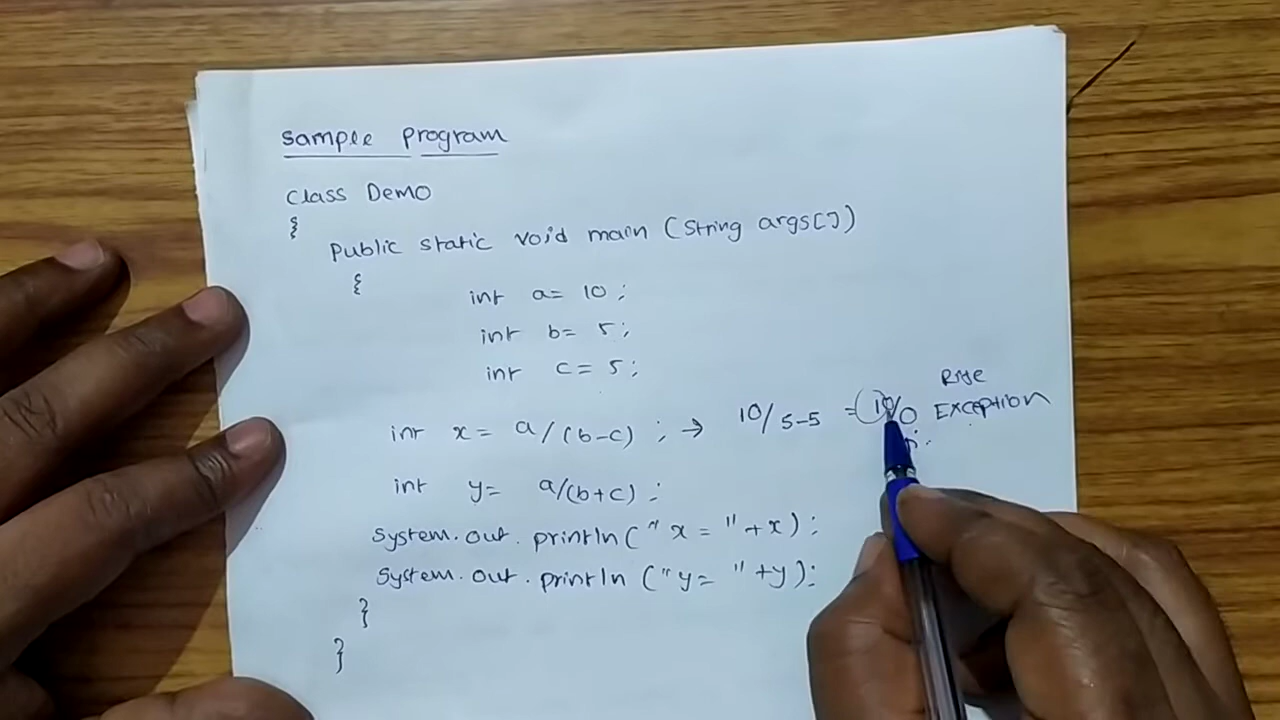 Sample program
class Demo
{
public static void main (String args[])
{
int a= 10 ;
int b= 5 ;
int c= 5 ;
int x= a/(b-c) ; → 10/5-5 =(10/0 Rise EXCEPTION
int y= a/(b+c) ;
System.out.println("x = "+x);
System.out.println("y= "+y);
}
}